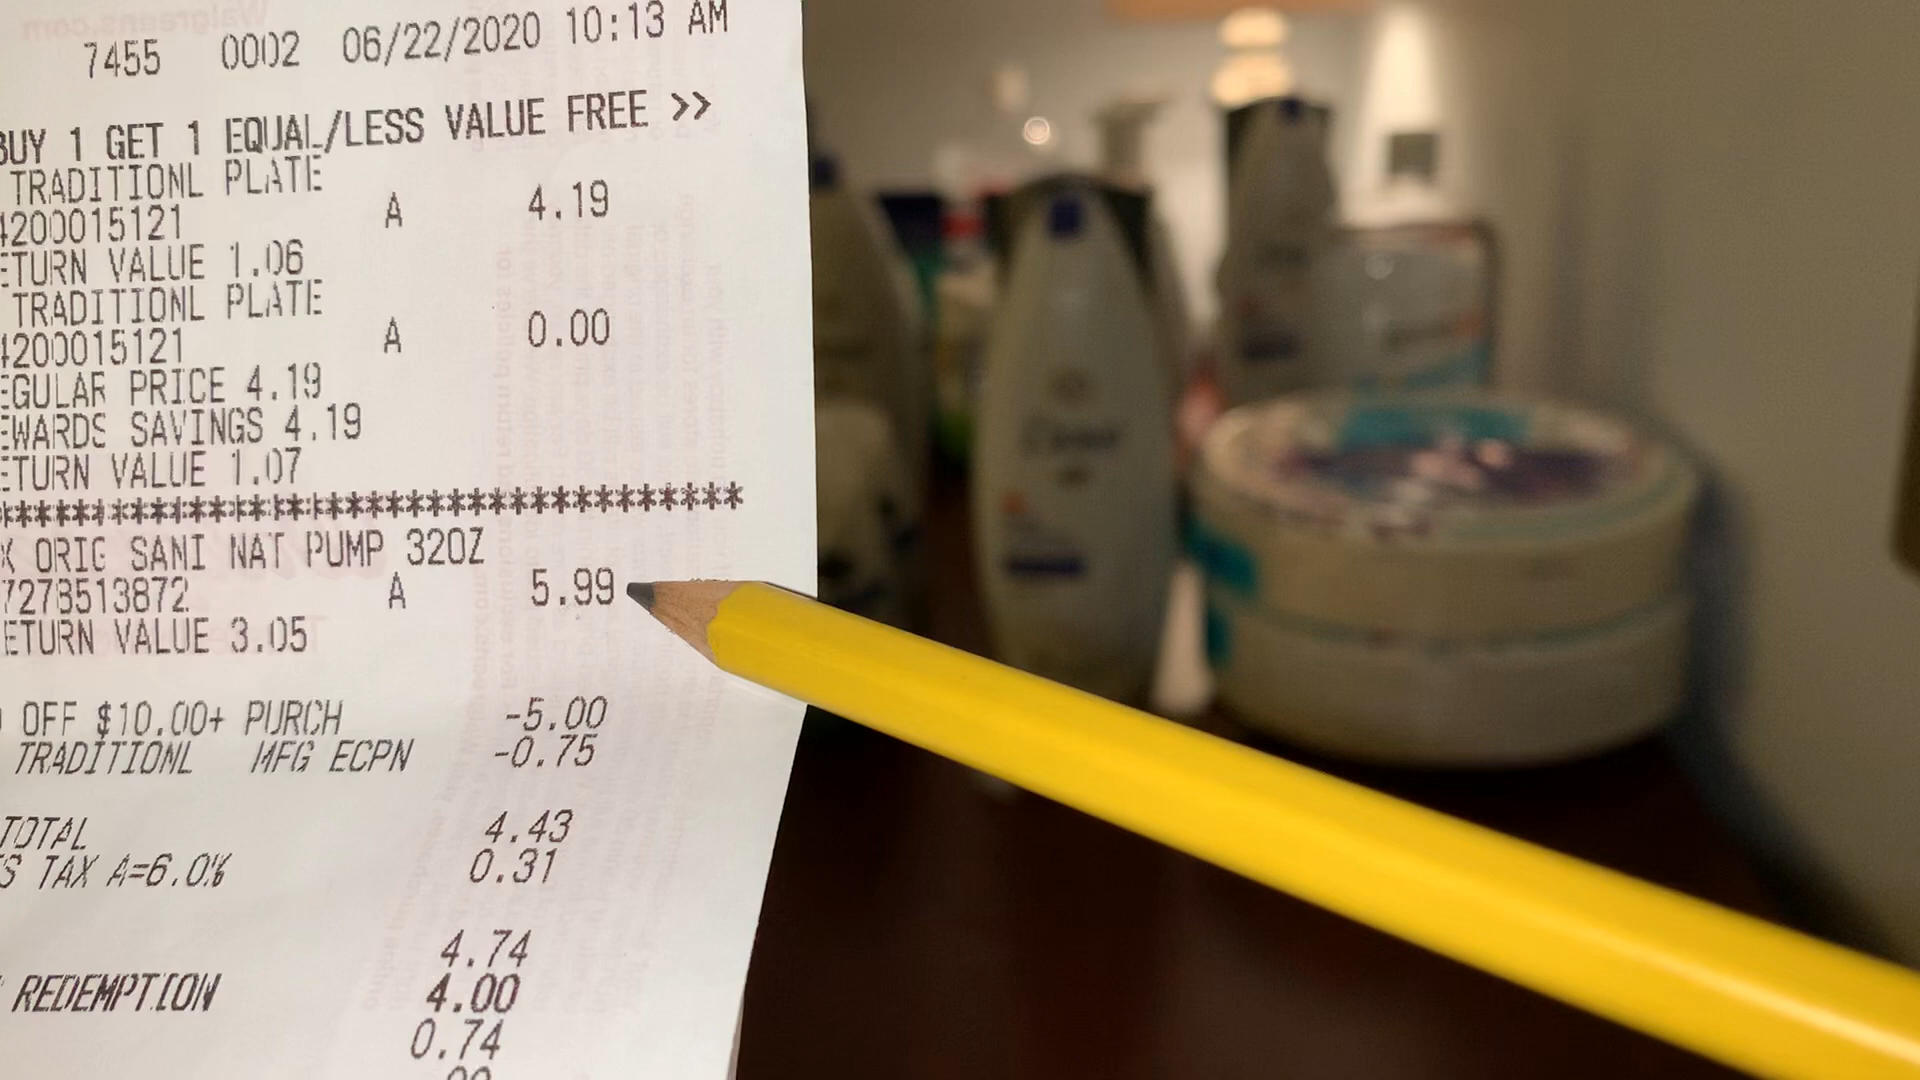 7455 0002 06/22/2020 10:13 AM
BUY 1 GET 1 EQUAL/LESS VALUE FREE >>
TRADITIONL PLATE
4200015121 A 4.19
ETURN VALUE 1.06
TRADITIONL PLATE
4200015121 A 0.00
EGULAR PRICE 4.19
EWARDS SAVINGS 4.19
ETURN VALUE 1.07
************************************
X ORIG SANI NAT PUMP 32OZ
7278513872 A 5.99
ETURN VALUE 3.05
OFF $10.00+ PURCH -5.00
TRADITIONL MFG ECPN -0.75
TOTAL 4.43
S TAX A=6.0% 0.31
4.74
REDEMPTION 4.00
0.74